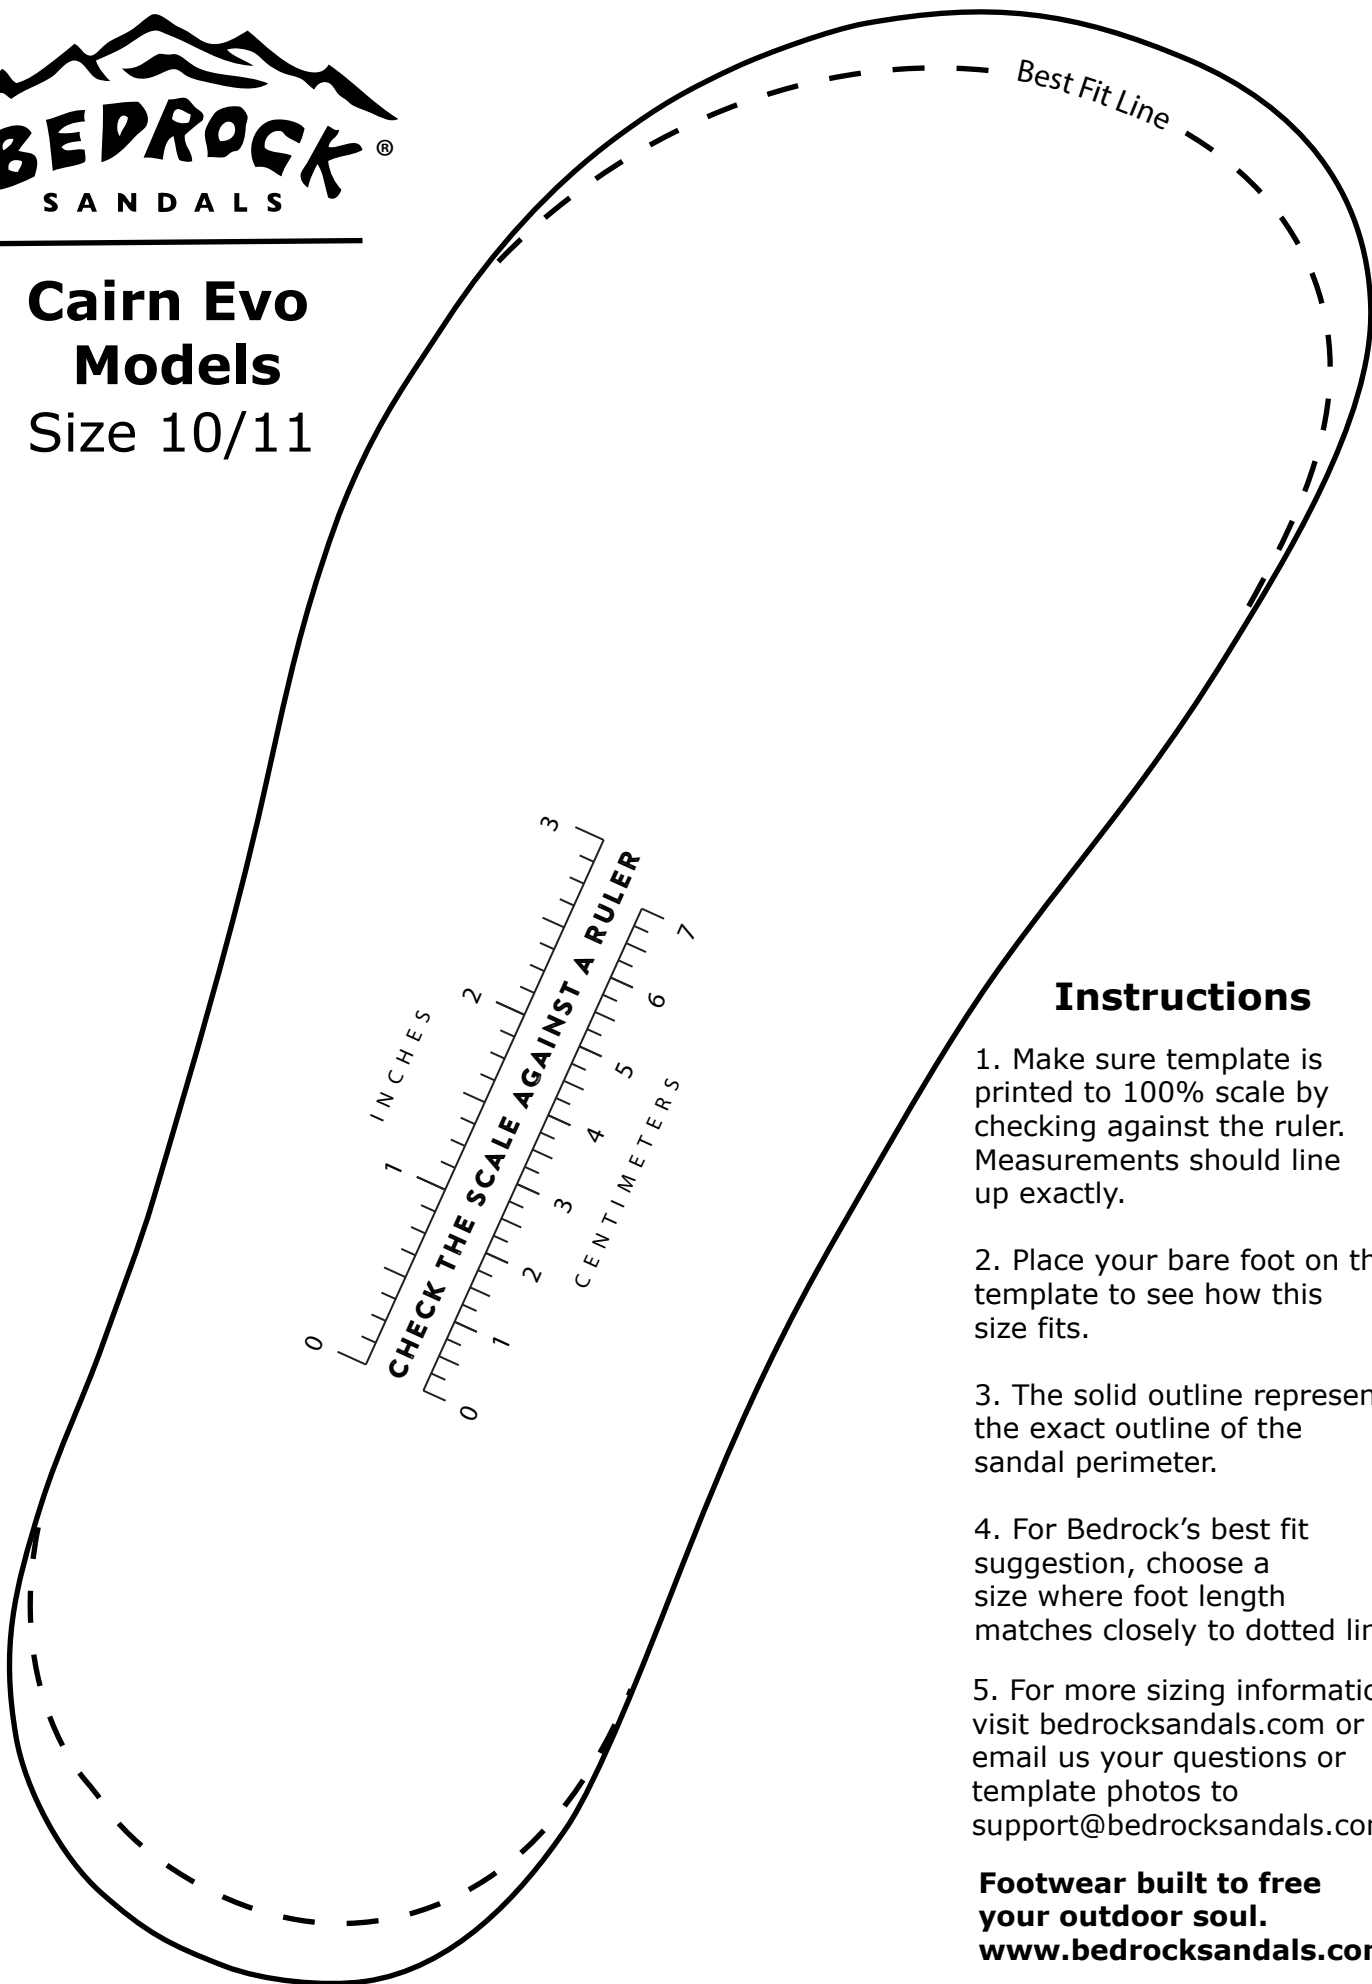 BEDROCK®
SANDALS
Cairn Evo
Models
Size 10/11
Best Fit Line
INCHES
0 1 2 3
CHECK THE SCALE AGAINST A RULER
0 1 2 3 4 5 6 7
CENTIMETERS
Instructions
1. Make sure template is
printed to 100% scale by
checking against the ruler.
Measurements should line
up exactly.
2. Place your bare foot on th
template to see how this
size fits.
3. The solid outline represen
the exact outline of the
sandal perimeter.
4. For Bedrock’s best fit
suggestion, choose a
size where foot length
matches closely to dotted lin
5. For more sizing informatio
visit bedrocksandals.com or
email us your questions or
template photos to
support@bedrocksandals.com
Footwear built to free
your outdoor soul.
www.bedrocksandals.com